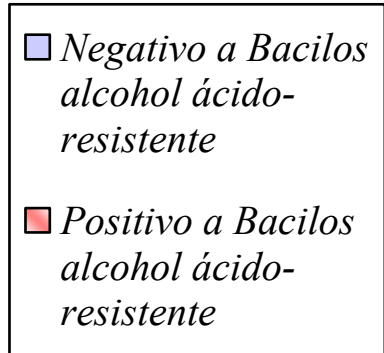 Negativo a Bacilos
alcohol ácido-
resistente
Positivo a Bacilos
alcohol ácido-
resistente